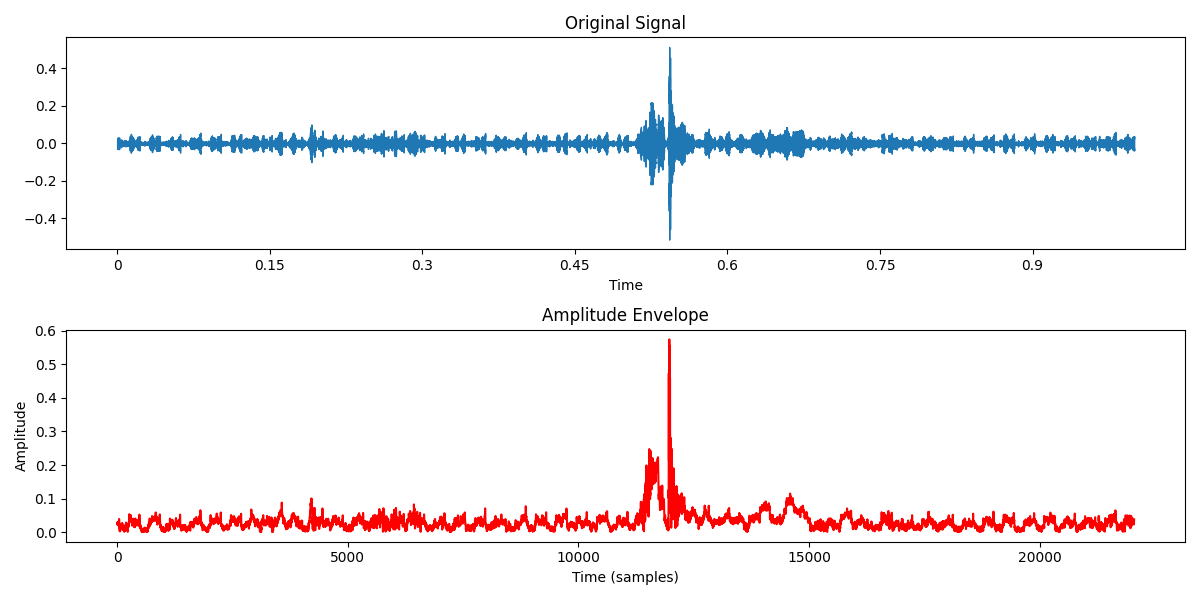 Original Signal
0.4
0.2
0.0
−0.2
−0.4
0 0.15 0.3 0.45 0.6 0.75 0.9
Time
Amplitude Envelope
0.6
0.5
0.4
0.3
0.2
0.1
0.0
Amplitude
0 5000 10000 15000 20000
Time (samples)